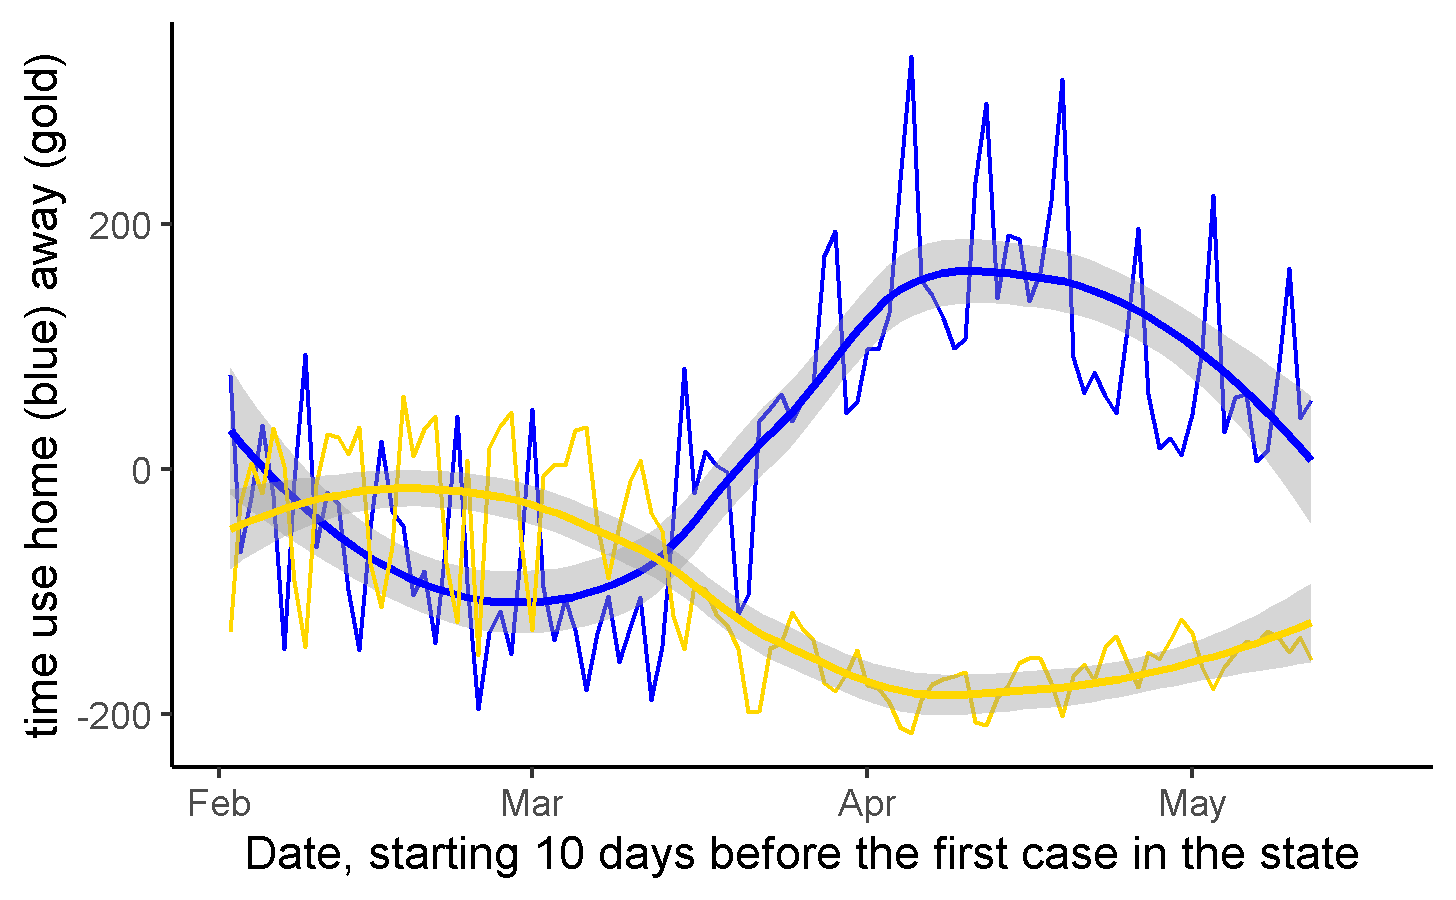 time use home (blue) away (gold)
200
0
-200
Feb Mar Apr May
Date, starting 10 days before the first case in the state